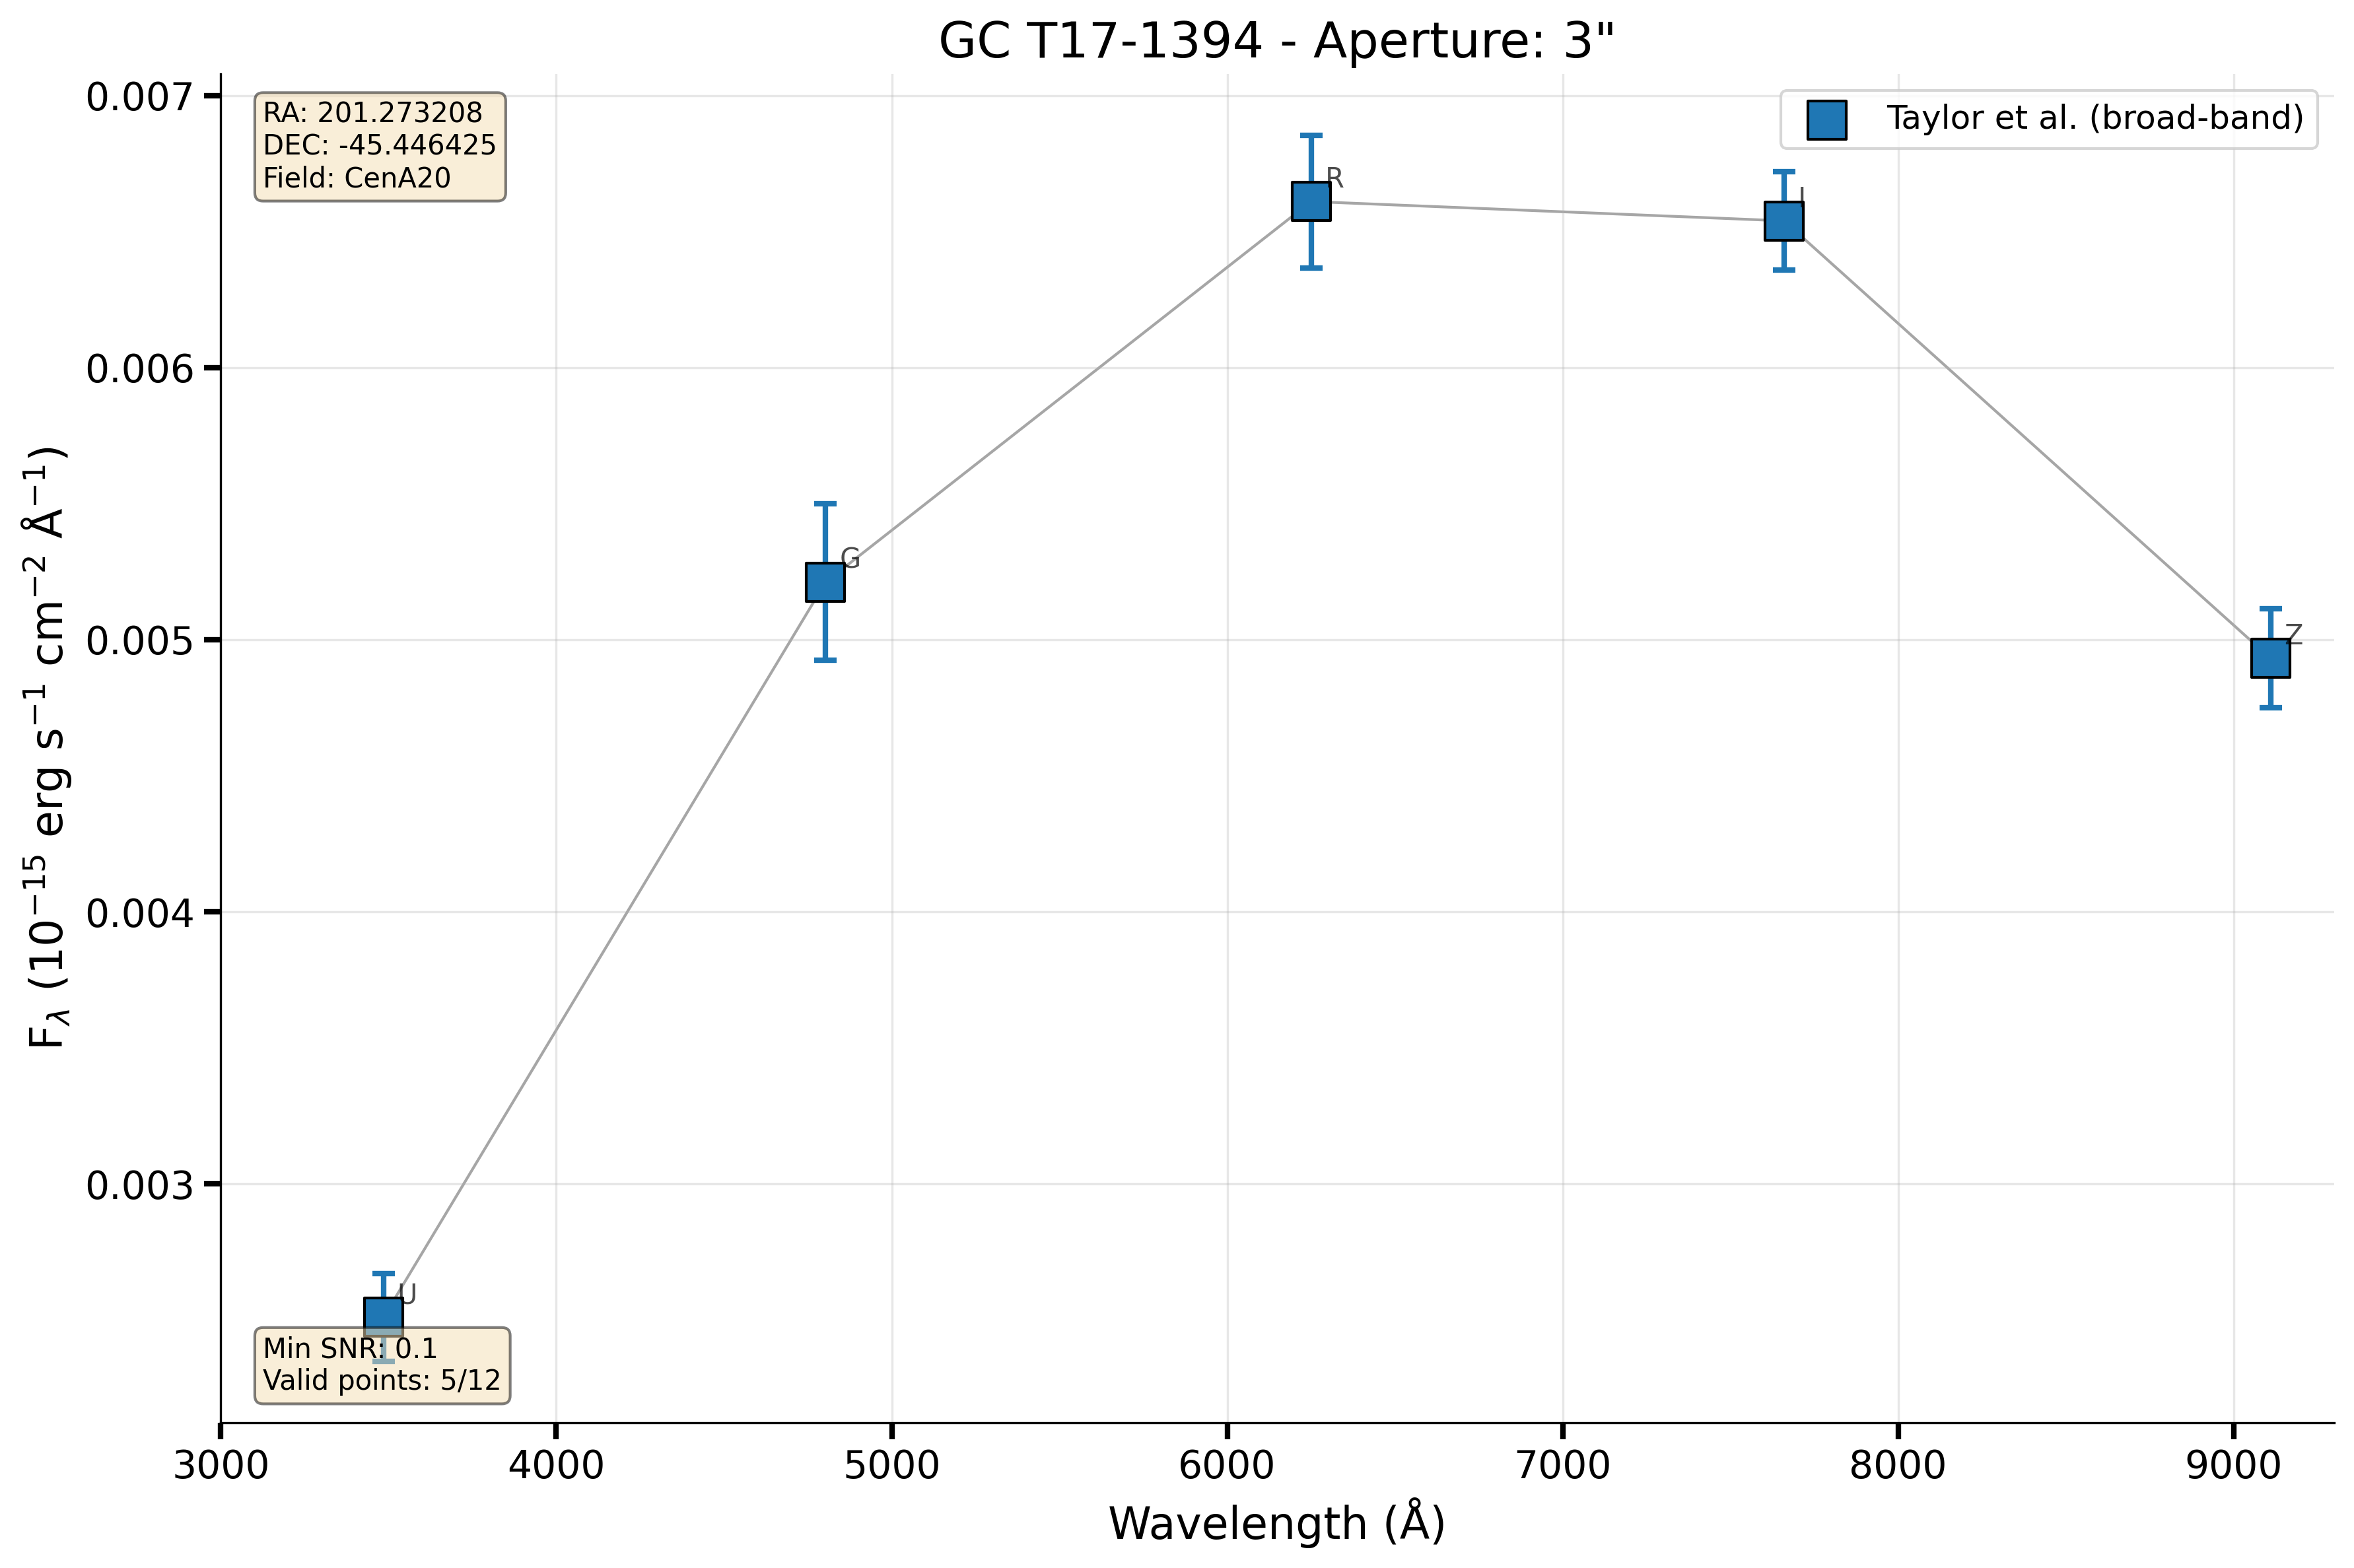 GC T17-1394 - Aperture: 3"
RA: 201.273208
DEC: -45.446425
Field: CenA20
Taylor et al. (broad-band)
0.007
0.006
0.005
0.004
0.003
F_λ (10⁻¹⁵ erg s⁻¹ cm⁻² Å⁻¹)
U
G
R
I
Z
Min SNR: 0.1
Valid points: 5/12
3000 4000 5000 6000 7000 8000 9000
Wavelength (Å)